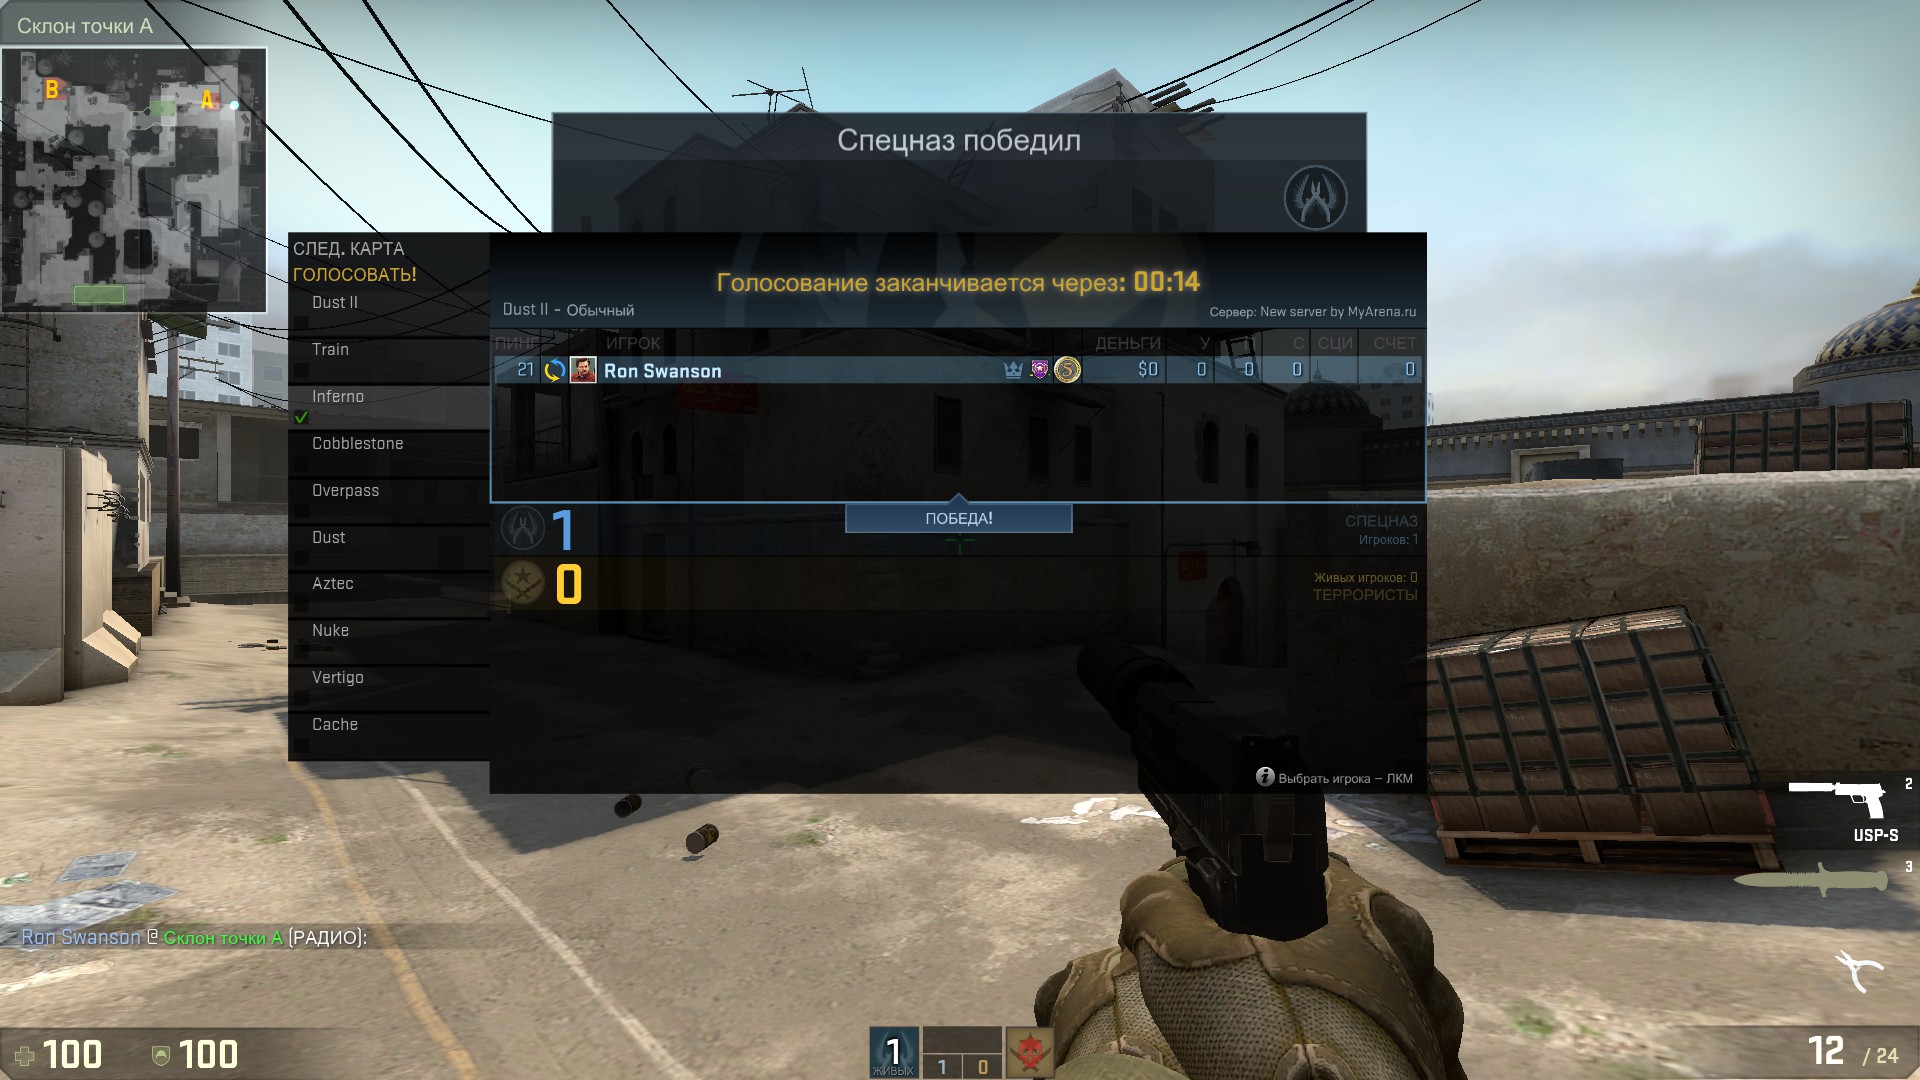 Склон точки А
B
A
Спецназ победил
СЛЕД. КАРТА
ГОЛОСОВАТЬ!
Dust II
Train
Inferno
Cobblestone
Overpass
Dust
Aztec
Nuke
Vertigo
Cache
Голосование заканчивается через: 00:14
Dust II - Обычный
Сервер: New server by MyArena.ru
ПИНГ ИГРОК ДЕНЬГИ У С СЦИ СЧЕТ
21 Ron Swanson $0 0 0 0 0
ПОБЕДА!
1
СПЕЦНАЗ
Игроков: 1
0
Живых игроков: 0
ТЕРРОРИСТЫ
Выбрать игрока – ЛКМ
2
USP-S
3
Ron Swanson @ Склон точки А (РАДИО):
100 100
1
ЖИВЫХ
1 0
12 / 24